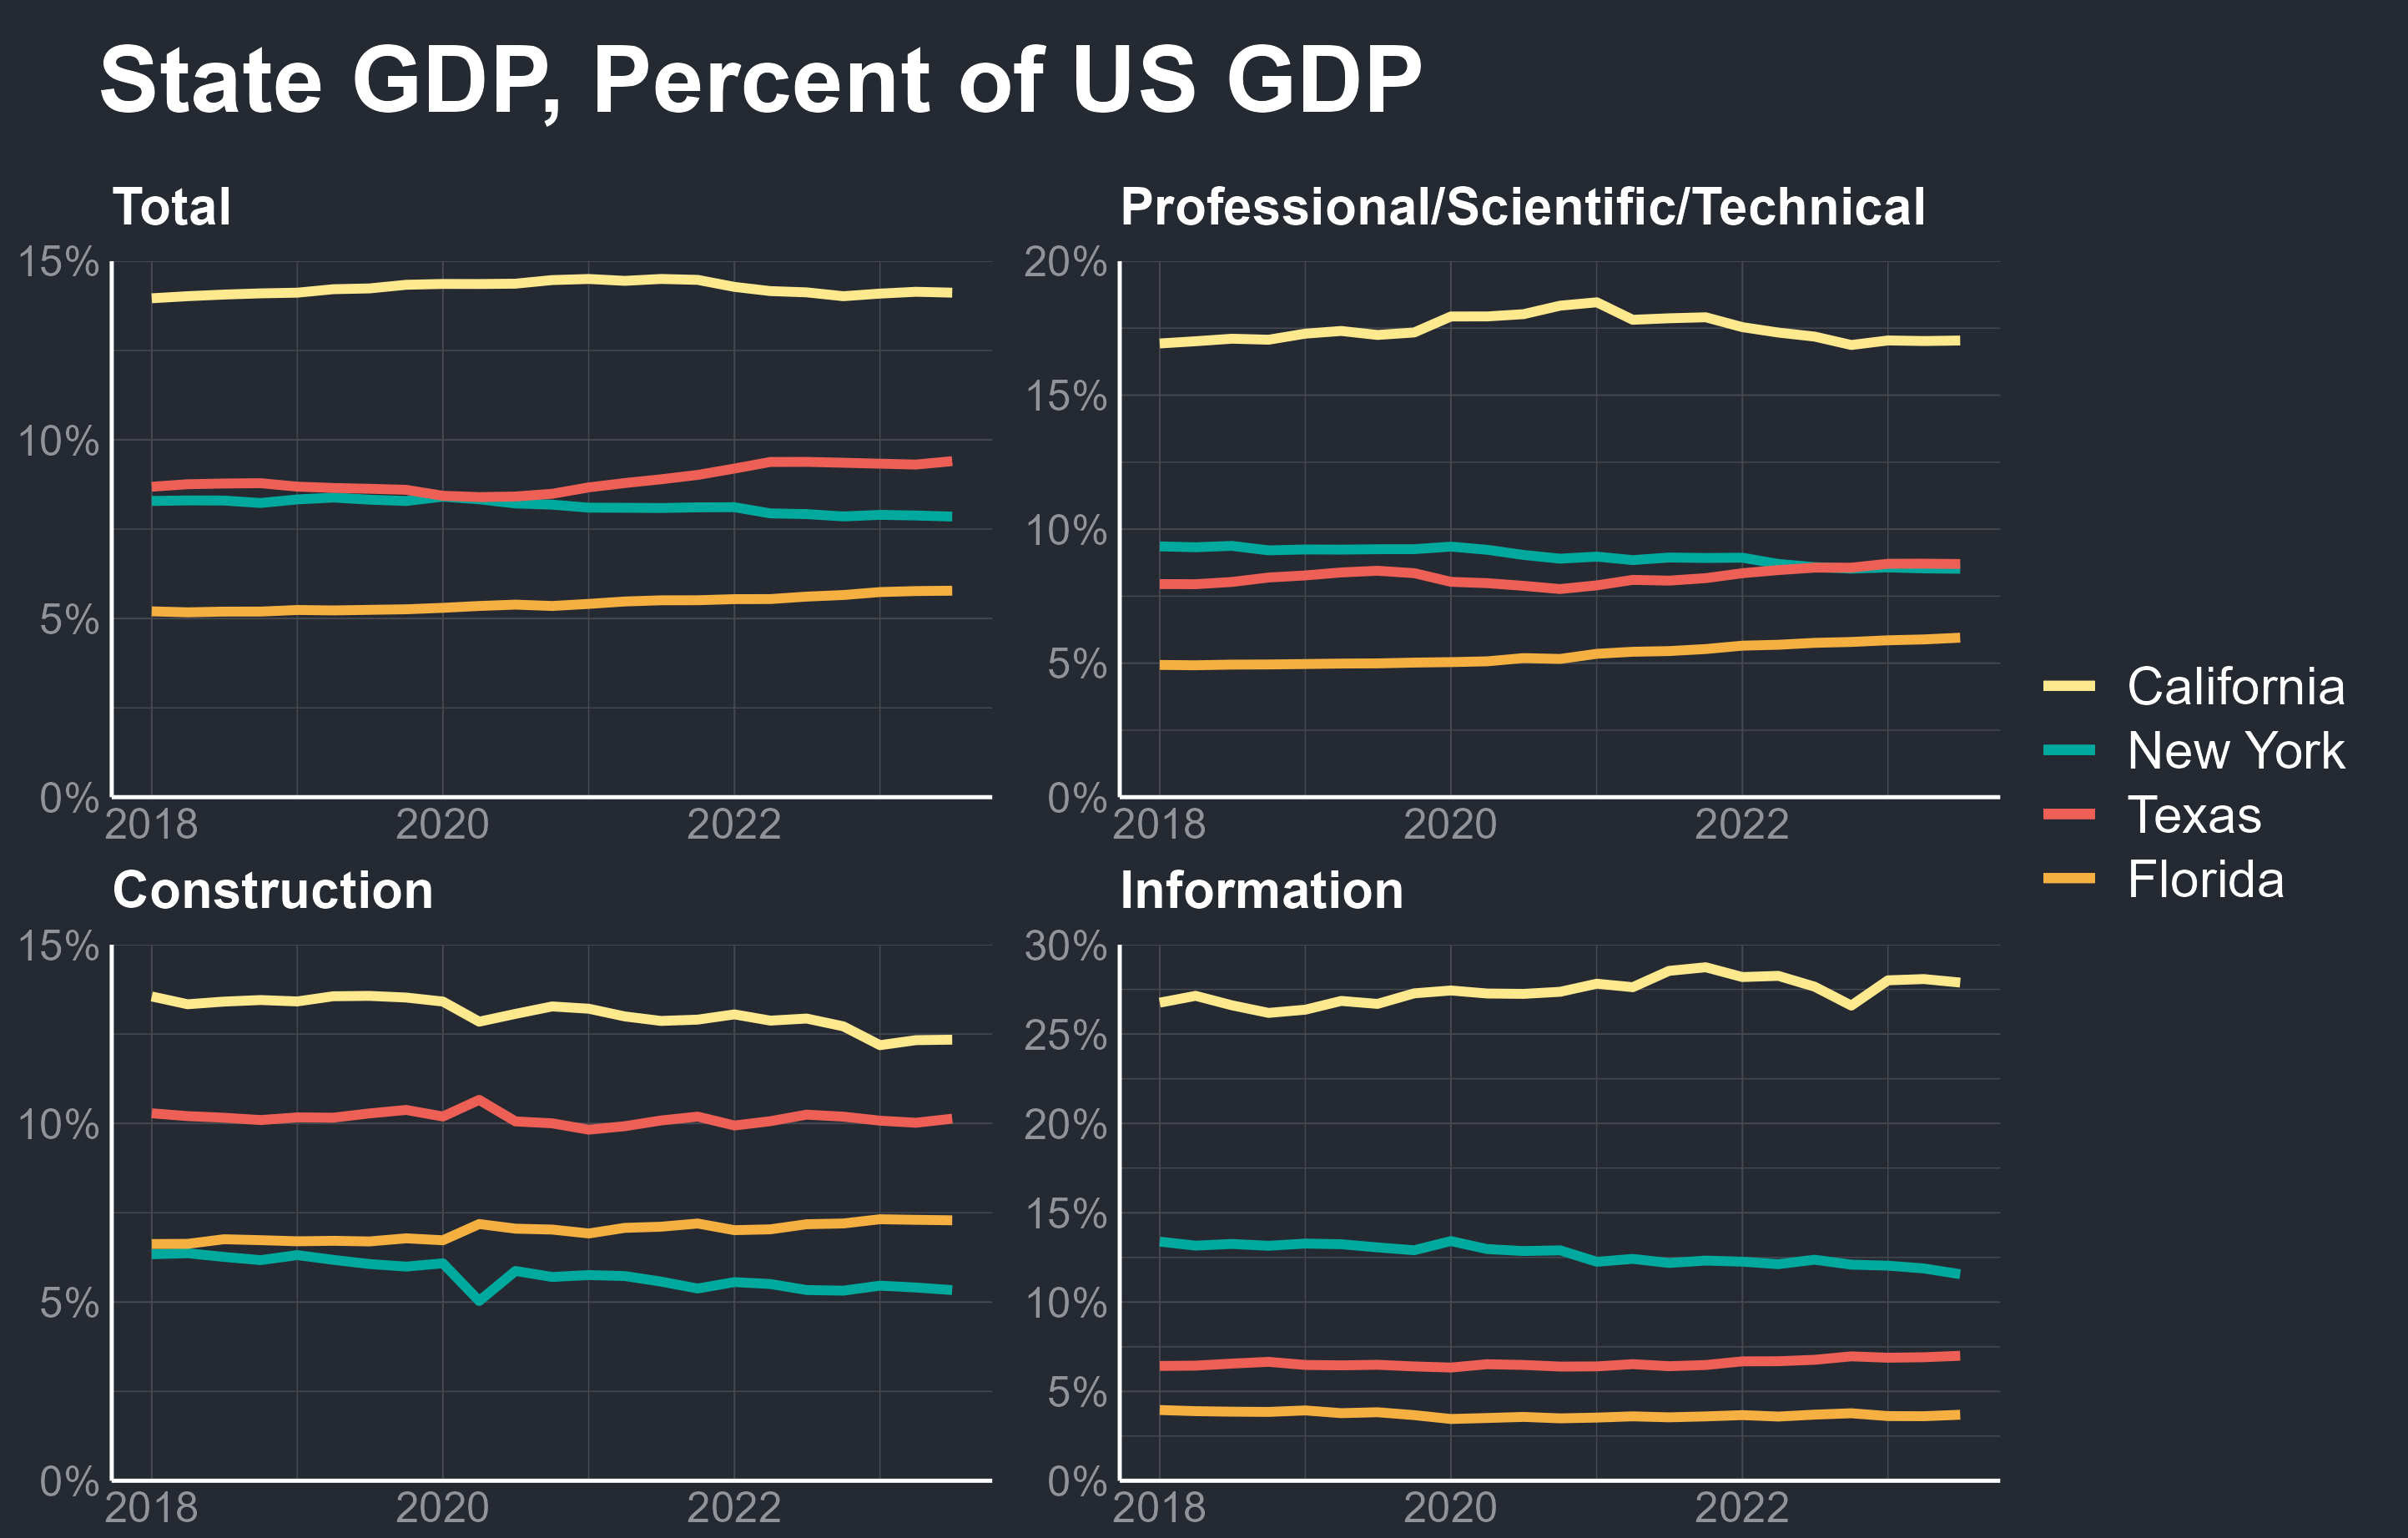 State GDP, Percent of US GDP
Total
15%
10%
5%
0%
2018 2020 2022
Professional/Scientific/Technical
20%
15%
10%
5%
0%
2018 2020 2022
Construction
15%
10%
5%
0%
2018 2020 2022
Information
30%
25%
20%
15%
10%
5%
0%
2018 2020 2022
California
New York
Texas
Florida